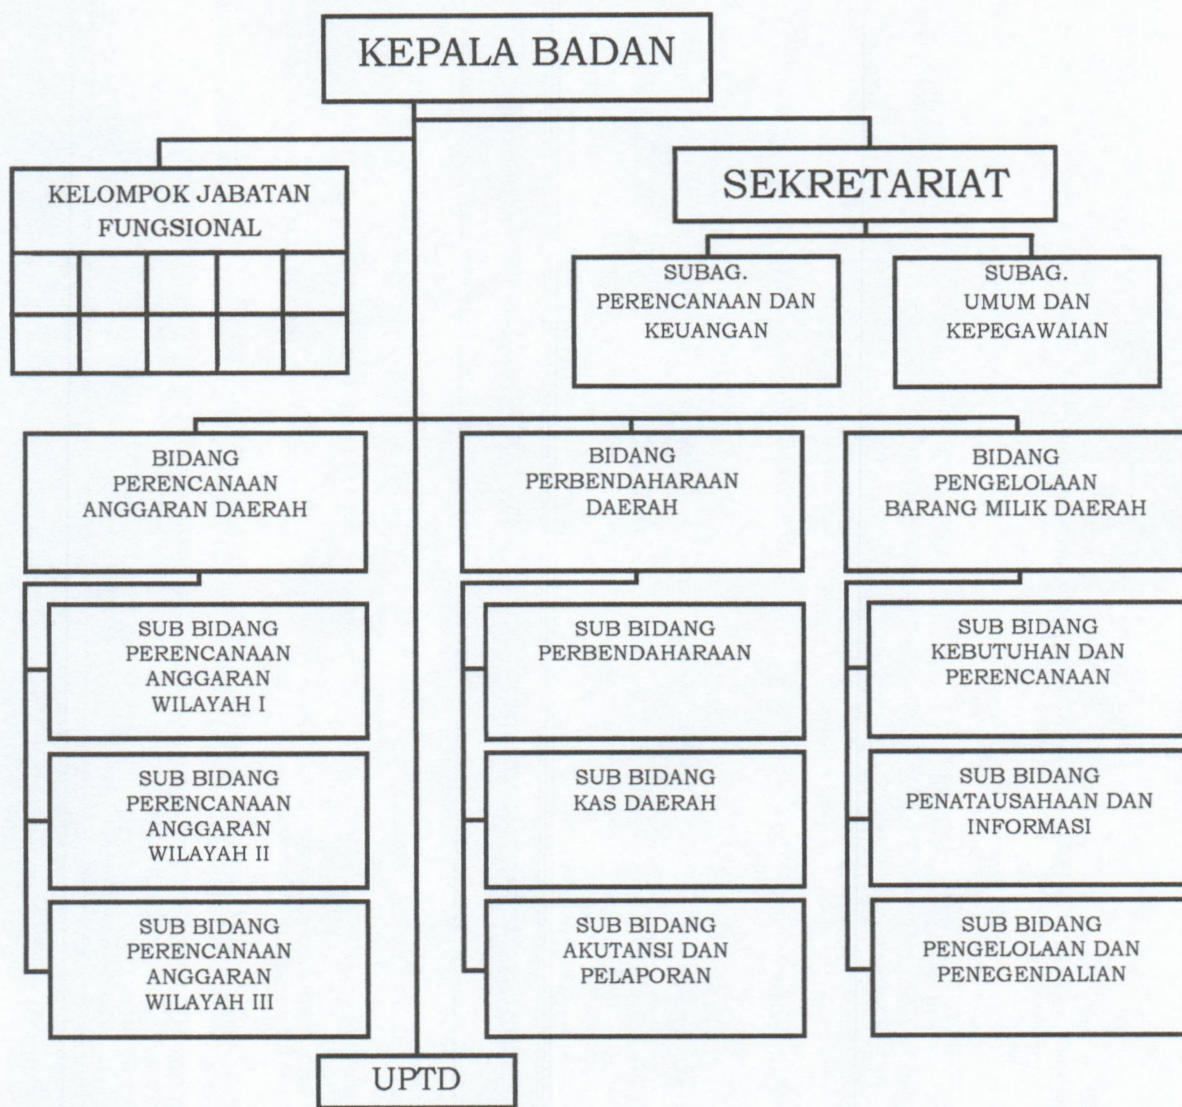 KEPALA BADAN
KELOMPOK JABATAN
FUNGSIONAL
SEKRETARIAT
SUBAG.
PERENCANAAN DAN
KEUANGAN
SUBAG.
UMUM DAN
KEPEGAWAIAN
BIDANG
PERENCANAAN
ANGGARAN DAERAH
SUB BIDANG
PERENCANAAN
ANGGARAN
WILAYAH I
SUB BIDANG
PERENCANAAN
ANGGARAN
WILAYAH II
SUB BIDANG
PERENCANAAN
ANGGARAN
WILAYAH III
BIDANG
PERBENDAHARAAN
DAERAH
SUB BIDANG
PERBENDAHARAAN
SUB BIDANG
KAS DAERAH
SUB BIDANG
AKUTANSI DAN
PELAPORAN
BIDANG
PENGELOLAAN
BARANG MILIK DAERAH
SUB BIDANG
KEBUTUHAN DAN
PERENCANAAN
SUB BIDANG
PENATAUSAHAAN DAN
INFORMASI
SUB BIDANG
PENGELOLAAN DAN
PENEGENDALIAN
UPTD